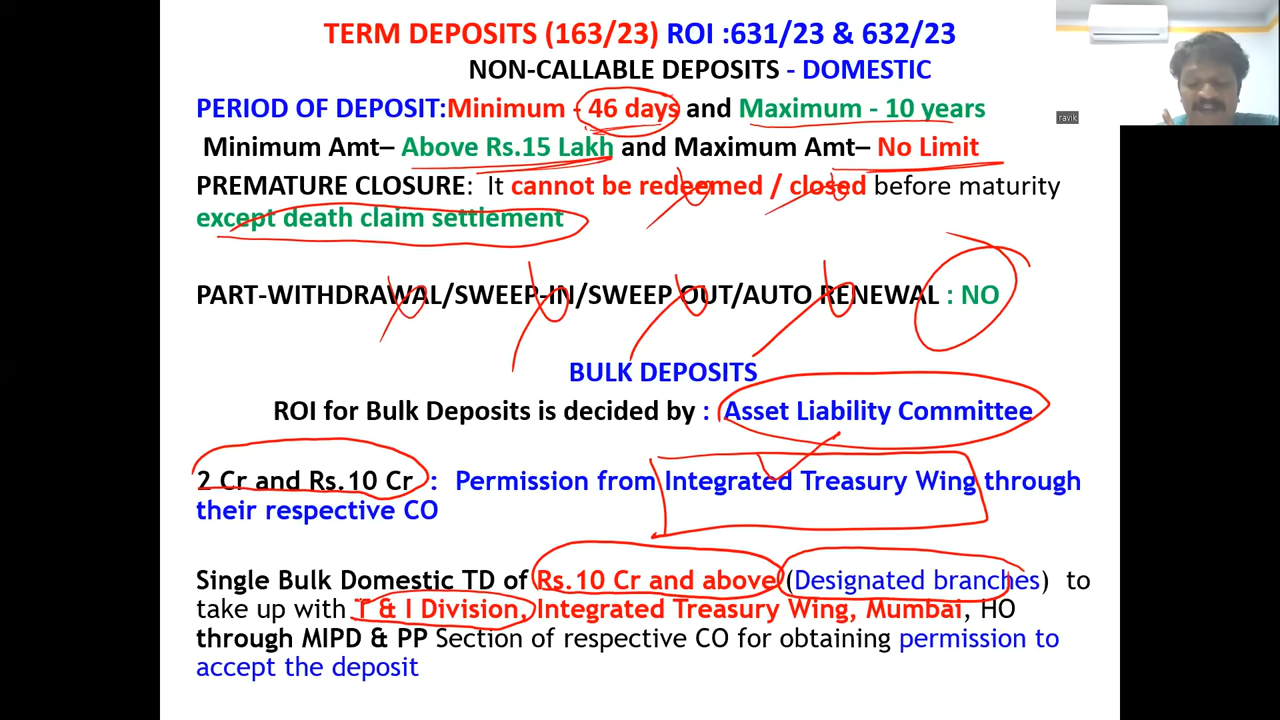 TERM DEPOSITS (163/23) ROI :631/23 & 632/23
NON-CALLABLE DEPOSITS - DOMESTIC
PERIOD OF DEPOSIT:Minimum - 46 days and Maximum - 10 years
Minimum Amt– Above Rs.15 Lakh and Maximum Amt– No Limit
PREMATURE CLOSURE: It cannot be redeemed / closed before maturity
except death claim settlement
PART-WITHDRAWAL/SWEEP-IN/SWEEP OUT/AUTO RENEWAL : NO
BULK DEPOSITS
ROI for Bulk Deposits is decided by : Asset Liability Committee
2 Cr and Rs.10 Cr : Permission from Integrated Treasury Wing through
their respective CO
Single Bulk Domestic TD of Rs.10 Cr and above (Designated branches) to
take up with T & I Division, Integrated Treasury Wing, Mumbai, HO
through MIPD & PP Section of respective CO for obtaining permission to
accept the deposit
ravik